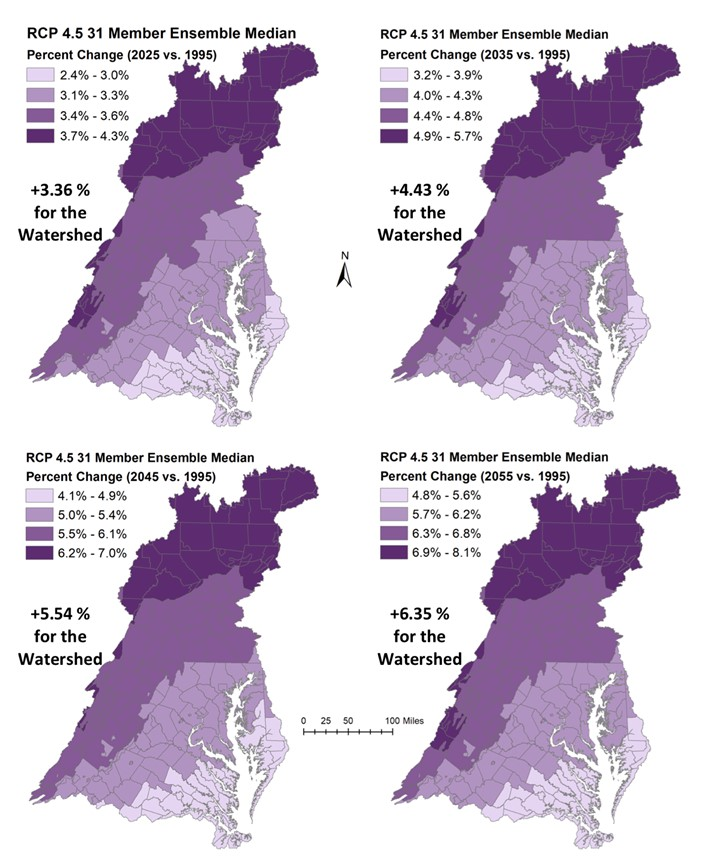 RCP 4.5 31 Member Ensemble Median
Percent Change (2025 vs. 1995)
2.4% - 3.0%
3.1% - 3.3%
3.4% - 3.6%
3.7% - 4.3%
+3.36 %
for the
Watershed
RCP 4.5 31 Member Ensemble Median
Percent Change (2035 vs. 1995)
3.2% - 3.9%
4.0% - 4.3%
4.4% - 4.8%
4.9% - 5.7%
+4.43 %
for the
Watershed
N
RCP 4.5 31 Member Ensemble Median
Percent Change (2045 vs. 1995)
4.1% - 4.9%
5.0% - 5.4%
5.5% - 6.1%
6.2% - 7.0%
+5.54 %
for the
Watershed
RCP 4.5 31 Member Ensemble Median
Percent Change (2055 vs. 1995)
4.8% - 5.6%
5.7% - 6.2%
6.3% - 6.8%
6.9% - 8.1%
+6.35 %
for the
Watershed
0 25 50 100 Miles